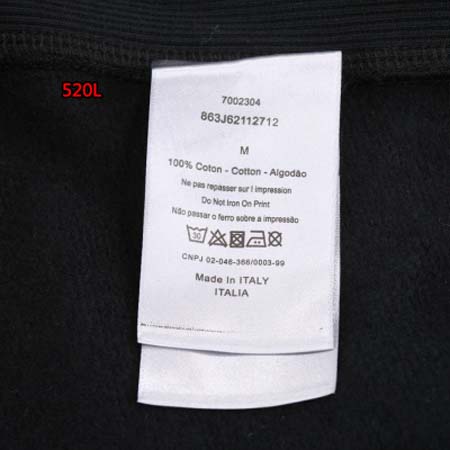 520L
7002304
863J62112712
M
100% Coton - Cotton - Algodão
Ne pas repasser sur l impression
Do Not Iron On Print
Não passar o ferro sobre a impressão
30
CNPJ 02-046-366/0003-99
Made In ITALY
ITALIA